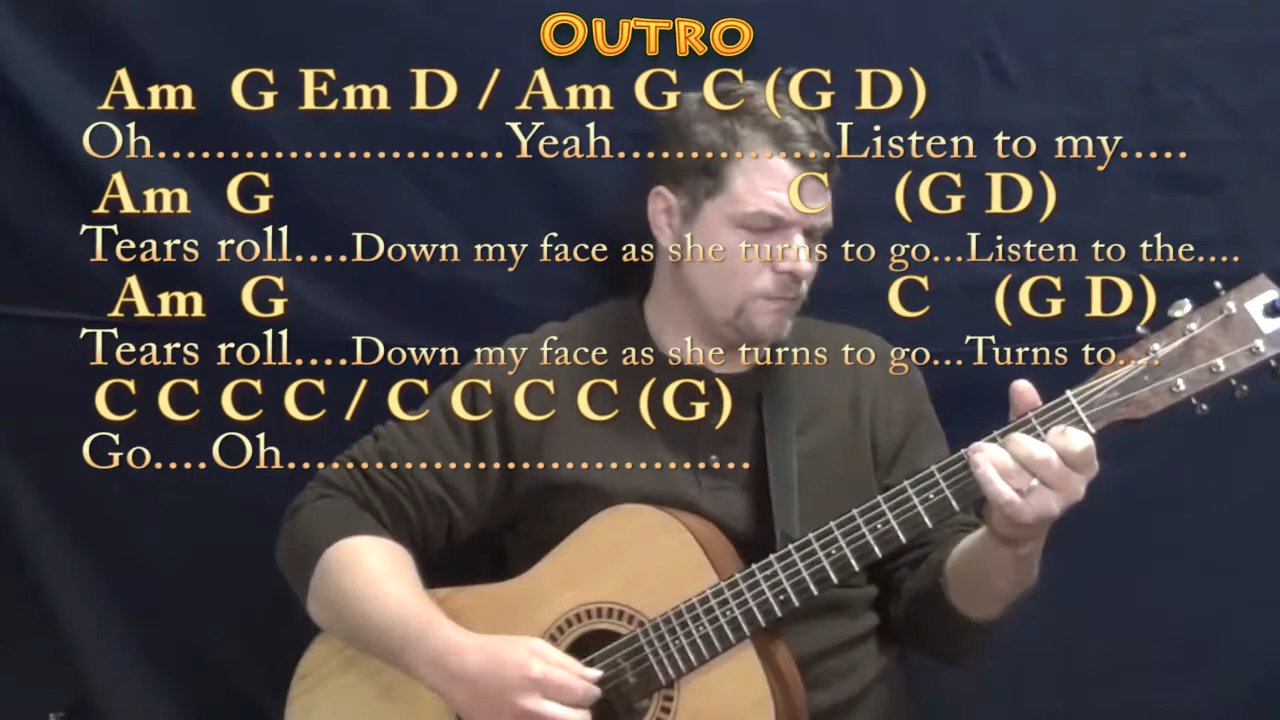 OUTRO
Am G Em D / Am G C (G D)
Oh........................Yeah...............Listen to my.....
Am G C (G D)
Tears roll....Down my face as she turns to go...Listen to the....
Am G C (G D)
Tears roll....Down my face as she turns to go...Turns to....
C C C C / C C C C (G)
Go....Oh................................